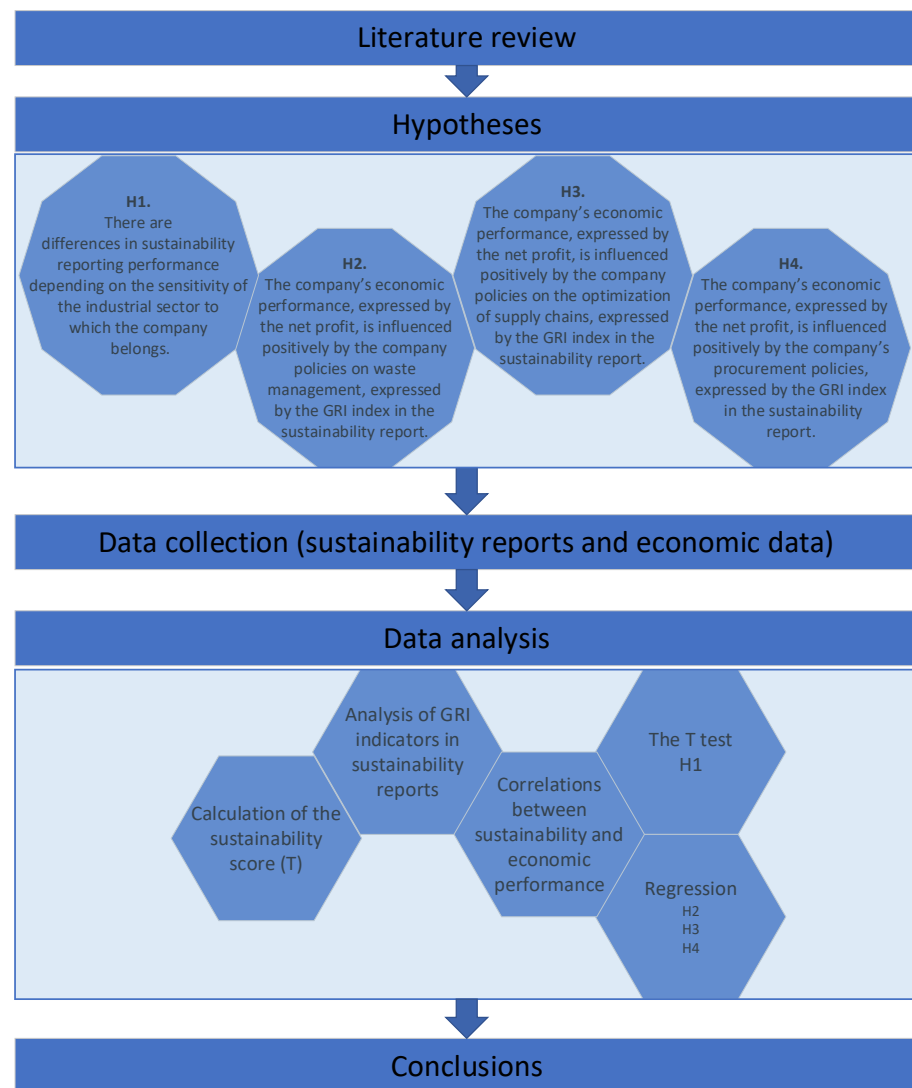 Literature review
Hypotheses
H1.
There are
differences in sustainability
reporting performance
depending on the sensitivity of
the industrial sector to
which the company
belongs.
H2.
The company's economic
performance, expressed by
the net profit, is influenced
positively by the company
policies on waste
management, expressed
by the GRI index in the
sustainability report.
H3.
The company's economic
performance, expressed by the
net profit, is influenced
positively by the company
policies on the optimization
of supply chains, expressed
by the GRI index in the
sustainability report.
H4.
The company's economic
performance, expressed by
the net profit, is influenced
positively by the company's
procurement policies,
expressed by the GRI index
in the sustainability
report.
Data collection (sustainability reports and economic data)
Data analysis
Calculation of the
sustainability
score (T)
Analysis of GRI
indicators in
sustainability
reports
Correlations
between
sustainability and
economic
performance
The T test
H1
Regression
H2
H3
H4
Conclusions